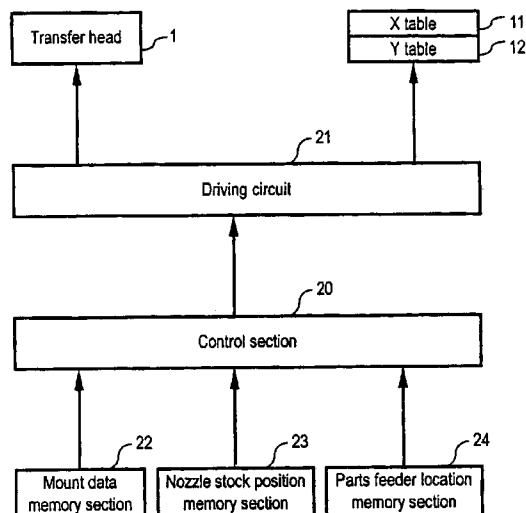 Transfer head
1
X table
11
Y table
12
21
Driving circuit
20
Control section
22
23
24
Mount data
memory section
Nozzle stock position
memory section
Parts feeder location
memory section